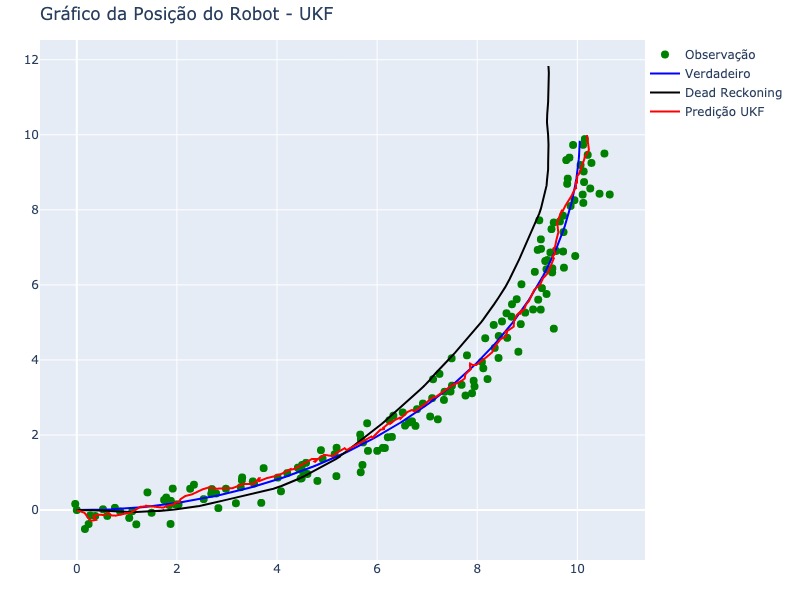 Gráfico da Posição do Robot - UKF
Observação
Verdadeiro
Dead Reckoning
Predição UKF
12
10
8
6
4
2
0
0 2 4 6 8 10